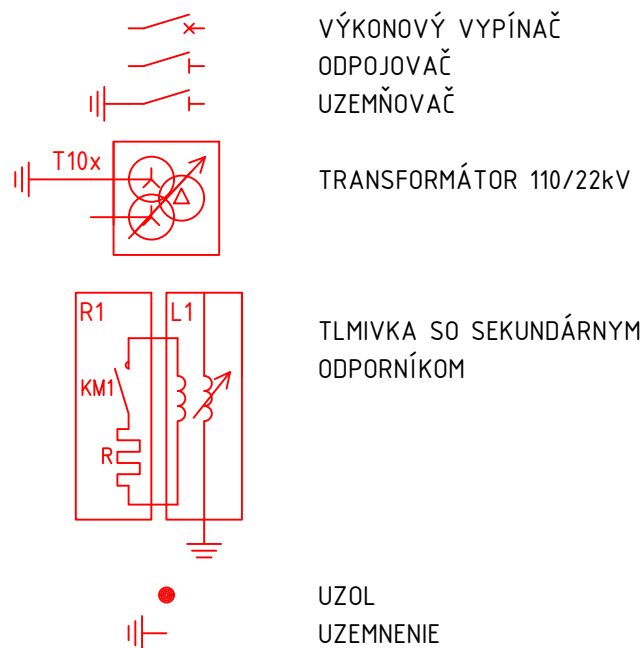 VÝKONOVÝ VYPÍNAČ
ODPOJOVAČ
UZEMŇOVAČ
T10x
TRANSFORMÁTOR 110/22kV
R1
L1
TLMIVKA SO SEKUNDÁRNYM
ODPORNÍKOM
KM1
R
UZOL
UZEMNENIE